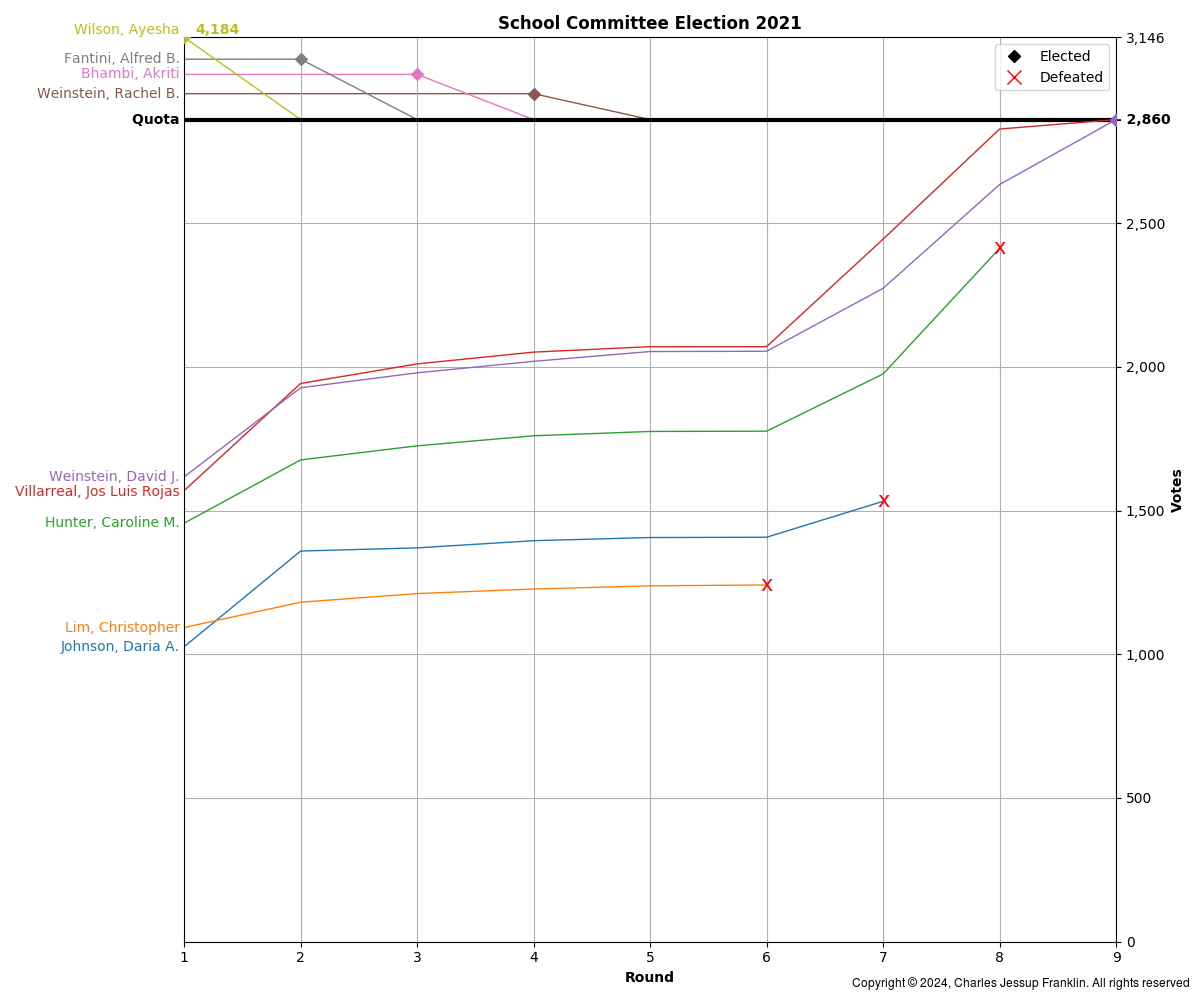 School Committee Election 2021
Wilson, Ayesha 4,184
Fantini, Alfred B.
Bhambi, Akriti
Weinstein, Rachel B.
Quota
Weinstein, David J.
Villarreal, Jos Luis Rojas
Hunter, Caroline M.
Lim, Christopher
Johnson, Daria A.
Elected
Defeated
3,146
2,860
2,500
2,000
1,500
1,000
500
0
Votes
1 2 3 4 5 6 7 8 9
Round
Copyright © 2024, Charles Jessup Franklin. All rights reserved